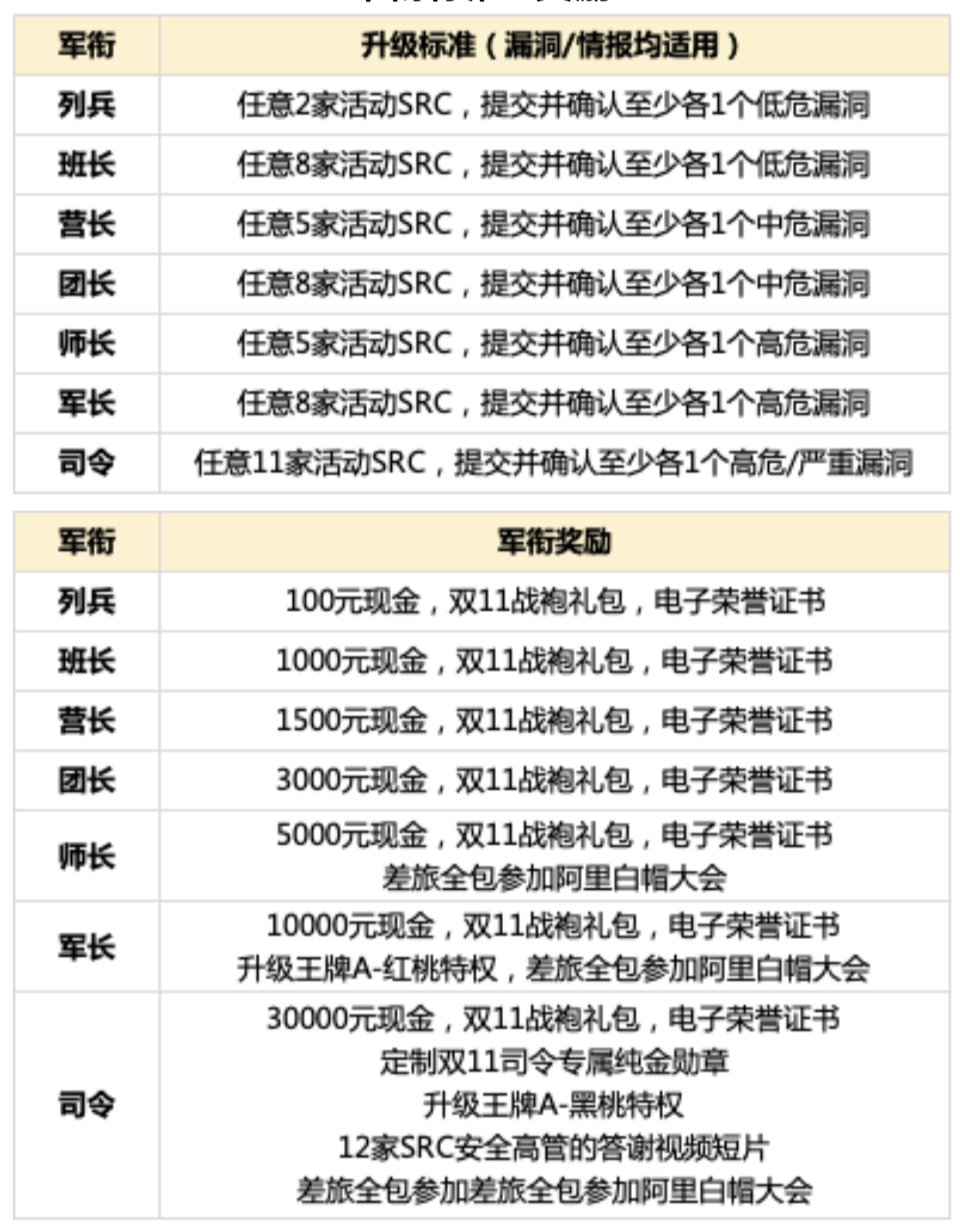 军衔 升级标准（漏洞/情报均适用）
列兵 任意2家活动SRC，提交并确认至少各1个低危漏洞
班长 任意8家活动SRC，提交并确认至少各1个低危漏洞
营长 任意5家活动SRC，提交并确认至少各1个中危漏洞
团长 任意8家活动SRC，提交并确认至少各1个中危漏洞
师长 任意5家活动SRC，提交并确认至少各1个高危漏洞
军长 任意8家活动SRC，提交并确认至少各1个高危漏洞
司令 任意11家活动SRC，提交并确认至少各1个高危/严重漏洞
军衔 军衔奖励
列兵 100元现金，双11战袍礼包，电子荣誉证书
班长 1000元现金，双11战袍礼包，电子荣誉证书
营长 1500元现金，双11战袍礼包，电子荣誉证书
团长 3000元现金，双11战袍礼包，电子荣誉证书
师长 5000元现金，双11战袍礼包，电子荣誉证书
差旅全包参加阿里白帽大会
军长 10000元现金，双11战袍礼包，电子荣誉证书
升级王牌A-红桃特权，差旅全包参加阿里白帽大会
司令 30000元现金，双11战袍礼包，电子荣誉证书
定制双11司令专属纯金勋章
升级王牌A-黑桃特权
12家SRC安全高管的答谢视频短片
差旅全包参加差旅全包参加阿里白帽大会